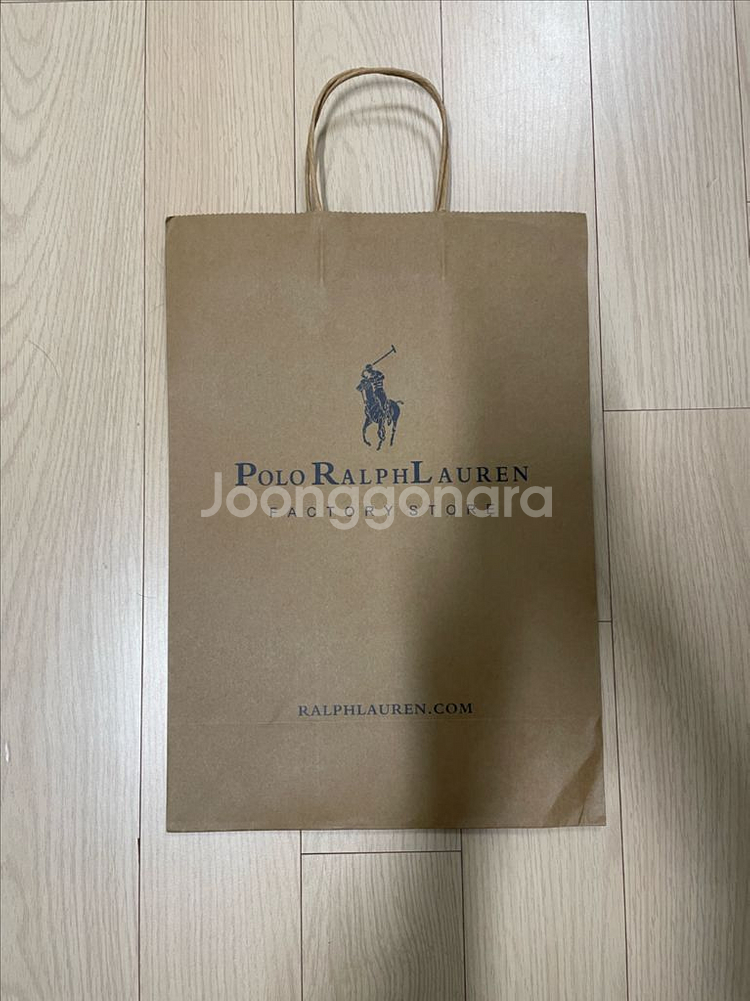 POLO RALPH LAUREN
FACTORY STORE
Joonggonara
RALPHLAUREN.COM